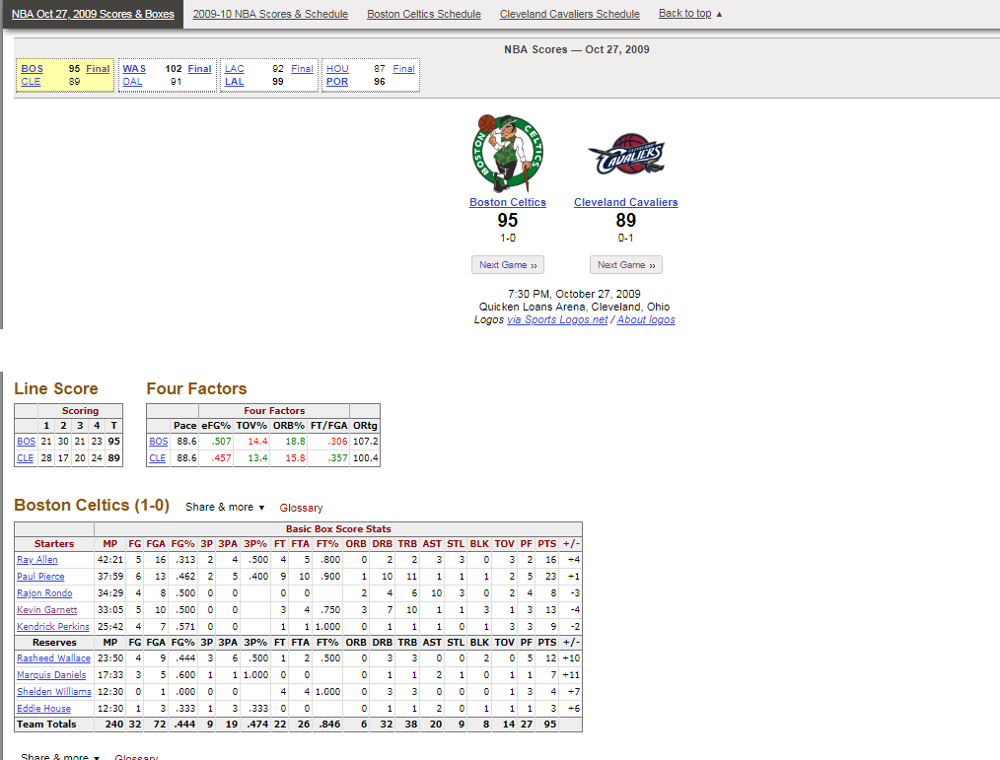 NBA Oct 27, 2009 Scores & Boxes 2009-10 NBA Scores & Schedule Boston Celtics Schedule Cleveland Cavaliers Schedule Back to top ▲
NBA Scores — Oct 27, 2009
BOS 95 Final WAS 102 Final LAC 92 Final HOU 87 Final
CLE 89 DAL 91 LAL 99 POR 96
BOSTON CELTICS
CLEVELAND CAVALIERS
Boston Celtics Cleveland Cavaliers
95 89
1-0 0-1
Next Game ›› Next Game ››
7:30 PM, October 27, 2009
Quicken Loans Arena, Cleveland, Ohio
Logos via Sports Logos.net / About logos
Line Score Four Factors
Scoring Four Factors
1 2 3 4 T Pace eFG% TOV% ORB% FT/FGA ORtg
BOS 21 30 21 23 95 BOS 88.6 .507 14.4 18.8 .306 107.2
CLE 28 17 20 24 89 CLE 88.6 .457 13.4 15.8 .357 100.4
Boston Celtics (1-0) Share & more ▼ Glossary
Basic Box Score Stats
Starters MP FG FGA FG% 3P 3PA 3P% FT FTA FT% ORB DRB TRB AST STL BLK TOV PF PTS +/-
Ray Allen 42:21 5 16 .313 2 4 .500 4 5 .800 0 2 2 3 3 0 3 2 16 +4
Paul Pierce 37:59 6 13 .462 2 5 .400 9 10 .900 1 10 11 1 1 1 2 5 23 +1
Rajon Rondo 34:29 4 8 .500 0 0 0 0 2 4 6 10 3 0 2 4 8 -3
Kevin Garnett 33:05 5 10 .500 0 0 3 4 .750 3 7 10 1 1 3 1 3 13 -4
Kendrick Perkins 25:42 4 7 .571 0 0 1 1 1.000 0 1 1 1 0 1 3 3 9 -2
Reserves MP FG FGA FG% 3P 3PA 3P% FT FTA FT% ORB DRB TRB AST STL BLK TOV PF PTS +/-
Rasheed Wallace 23:50 4 9 .444 3 6 .500 1 2 .500 0 3 3 0 0 2 0 5 12 +10
Marquis Daniels 17:33 3 5 .600 1 1 1.000 0 0 0 1 1 2 1 0 1 1 7 +11
Shelden Williams 12:30 0 1 .000 0 0 4 4 1.000 0 3 3 0 0 0 1 3 4 +7
Eddie House 12:30 1 3 .333 1 3 .333 0 0 0 1 1 2 0 1 1 1 3 +6
Team Totals 240 32 72 .444 9 19 .474 22 26 .846 6 32 38 20 9 8 14 27 95
Share & more ▼ Glossary